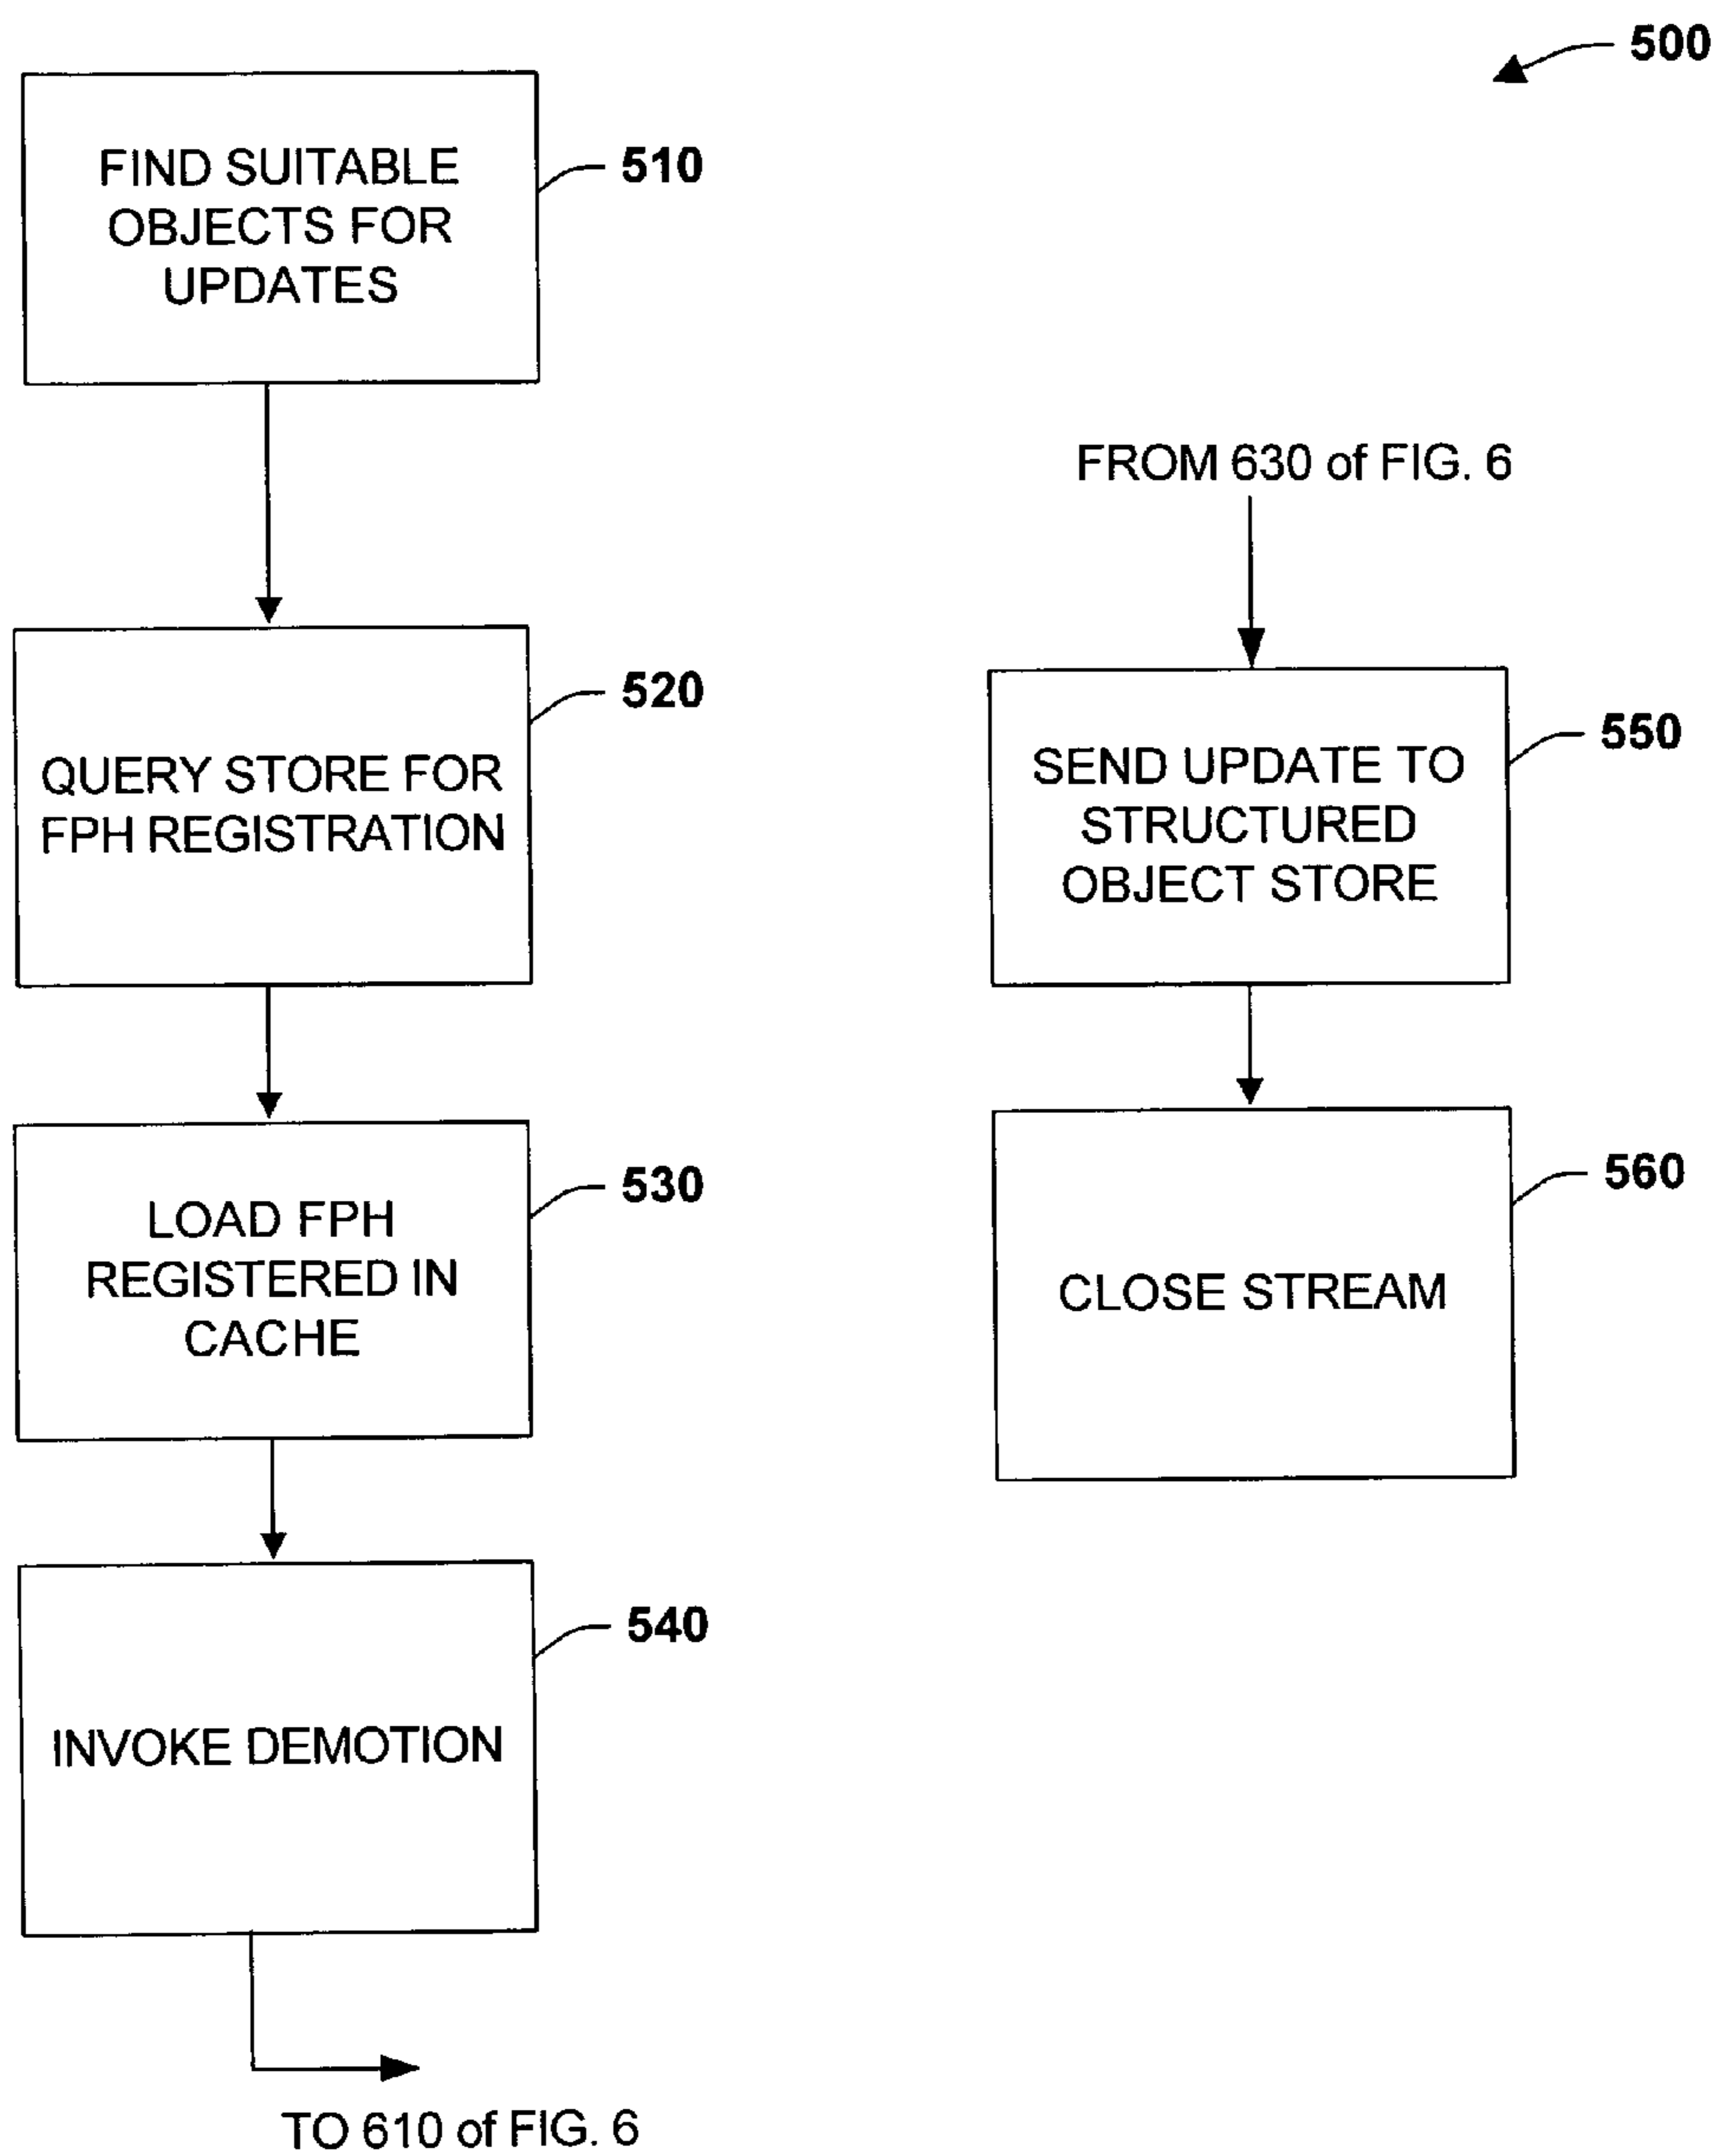 500
FIND SUITABLE
OBJECTS FOR
UPDATES
510
QUERY STORE FOR
FPH REGISTRATION
520
LOAD FPH
REGISTERED IN
CACHE
530
INVOKE DEMOTION
540
TO 610 of FIG. 6
FROM 630 of FIG. 6
SEND UPDATE TO
STRUCTURED
OBJECT STORE
550
CLOSE STREAM
560